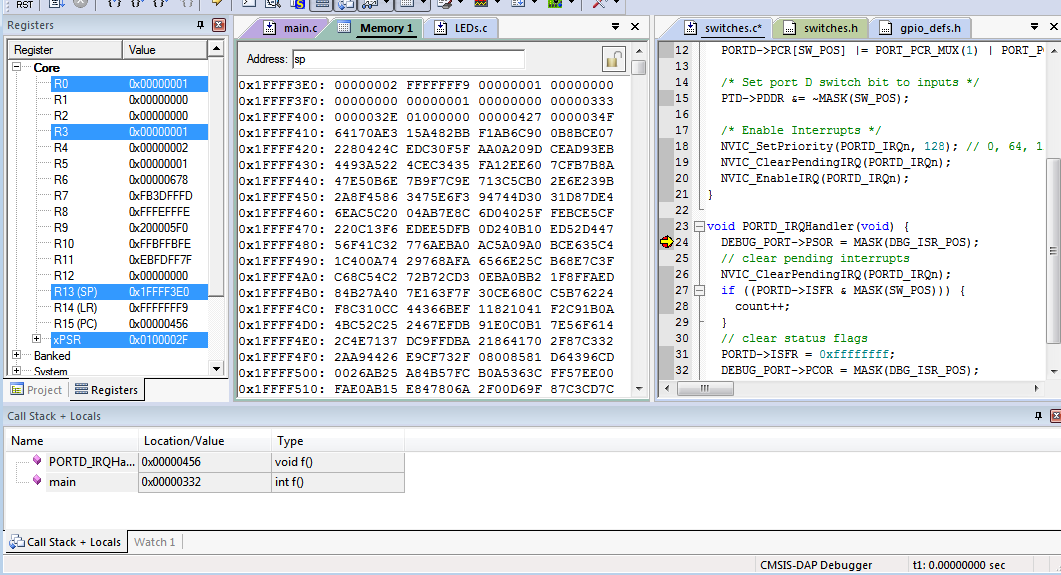 RST
Registers
Register Value
Core
R0 0x00000001
R1 0x00000000
R2 0x00000000
R3 0x00000001
R4 0x00000002
R5 0x00000001
R6 0x00000678
R7 0xFB3DFFFD
R8 0xFFFEFFFE
R9 0x200005F0
R10 0xFFBFFBFE
R11 0xEBFDFF7F
R12 0x00000000
R13 (SP) 0x1FFFF3E0
R14 (LR) 0xFFFFFFF9
R15 (PC) 0x00000456
xPSR 0x0100002F
Banked
System
Project Registers
main.c Memory 1 LEDs.c
Address: sp
0x1FFFF3E0: 00000002 FFFFFFF9 00000001 00000000
0x1FFFF3F0: 00000000 00000001 00000000 00000333
0x1FFFF400: 0000032E 01000000 00000427 0000034F
0x1FFFF410: 64170AE3 15A482BB F1AB6C90 0B8BCE07
0x1FFFF420: 2280424C EDC30F5F AA0A209D CEAD93EB
0x1FFFF430: 4493A522 4CEC3435 FA12EE07 7CFB7B8A
0x1FFFF440: 47E50B6E 7B9F7C9E 713C5CB0 2E6E239B
0x1FFFF450: 2A8F4586 3475E6F3 94744D30 31D87DE4
0x1FFFF460: 6EAC5C20 04AB7E8C 6D04025F FEBCE5CF
0x1FFFF470: 220C13F6 EDEE5DFB 0D240B10 ED52D447
0x1FFFF480: 56F41C32 776AEBA0 AC5A09A0 BCE635C4
0x1FFFF490: 1C400A74 29768AFA 6566E25C B68E7C3F
0x1FFFF4A0: C68C54C2 72B72CD3 0EBA0BB2 1F8FFAED
0x1FFFF4B0: 84B27A40 7E163F7F 30CE680C C5B76224
0x1FFFF4C0: F8C310CC 44366BEF 11821041 F2C91B0A
0x1FFFF4D0: 4BC52C25 2467EFDB 91E0C0B1 7E56F614
0x1FFFF4E0: 2C4E7137 DC9FFDBA 21864170 2F87C332
0x1FFFF4F0: 2AA94426 E9CF732F 08008581 D64396CD
0x1FFFF500: 0026AB25 A84B57FC B0A5363C FF57EE00
0x1FFFF510: FAE0AB15 E847806A 2F00D69F 87C3CD7C
switches.c* switches.h gpio_defs.h
12 PORTD->PCR[SW_POS] |= PORT_PCR_MUX(1) | PORT_P
13
14 /* Set port D switch bit to inputs */
15 PTD->PDDR &= ~MASK(SW_POS);
16
17 /* Enable Interrupts */
18 NVIC_SetPriority(PORTD_IRQn, 128); // 0, 64, 1
19 NVIC_ClearPendingIRQ(PORTD_IRQn);
20 NVIC_EnableIRQ(PORTD_IRQn);
21 }
22
23 void PORTD_IRQHandler(void) {
24 DEBUG_PORT->PSOR = MASK(DBG_ISR_POS);
25 // clear pending interrupts
26 NVIC_ClearPendingIRQ(PORTD_IRQn);
27 if ((PORTD->ISFR & MASK(SW_POS))) {
28 count++;
29 }
30 // clear status flags
31 PORTD->ISFR = 0xffffffff;
32 DEBUG_PORT->PCOR = MASK(DBG_ISR_POS);
Call Stack + Locals
Name Location/Value Type
PORTD_IRQHa... 0x00000456 void f()
main 0x00000332 int f()
Call Stack + Locals Watch 1
CMSIS-DAP Debugger t1: 0.00000000 sec